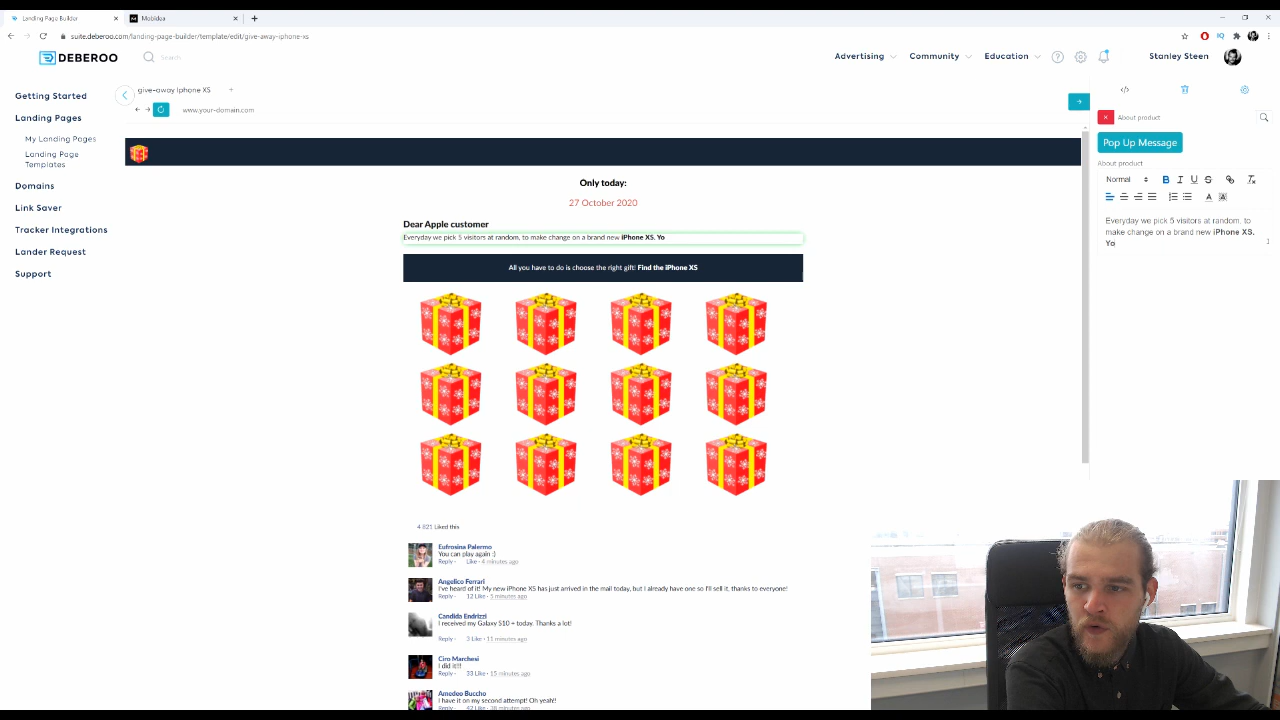 Landing Page Builder
Mobidea
suite.deberoo.com/landing-page-builder/template/edit/give-away-iphone-xs
DEBEROO
Search
Advertising
Community
Education
Stanley Steen
Getting Started
Landing Pages
My Landing Pages
Landing Page
Templates
Domains
Link Saver
Tracker Integrations
Lander Request
Support
give-away Iphone XS
www.your-domain.com
Only today:
27 October 2020
Dear Apple customer
Everyday we pick 5 visitors at random, to make change on a brand new iPhone XS. Yo
All you have to do is choose the right gift! Find the iPhone XS
4 821 Liked this
Eufrosina Palermo
You can play again :)
Reply · Like · 4 minutes ago
Angelico Ferrari
I've heard of it! My new iPhone XS has just arrived in the mail today, but I already have one so I'll sell it, thanks to everyone!
Reply · 12 Like · 5 minutes ago
Candida Endrizzi
I received my Galaxy S10 + today. Thanks a lot!
Reply · 3 Like · 11 minutes ago
Ciro Marchesi
I did it!!!
Reply · 33 Like · 15 minutes ago
Amedeo Buccho
I have it on my second attempt! Oh yeah!!
Reply · 42 Like · 38 minutes ago
About product
Pop Up Message
About product
Normal
Everyday we pick 5 visitors at random, to
make change on a brand new iPhone XS.
Yo